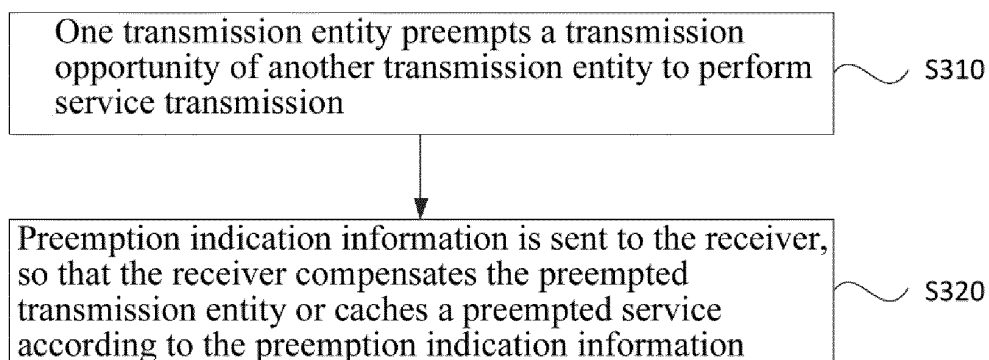 One transmission entity preempts a transmission
opportunity of another transmission entity to perform
service transmission
S310
Preemption indication information is sent to the receiver,
so that the receiver compensates the preempted
transmission entity or caches a preempted service
according to the preemption indication information
S320